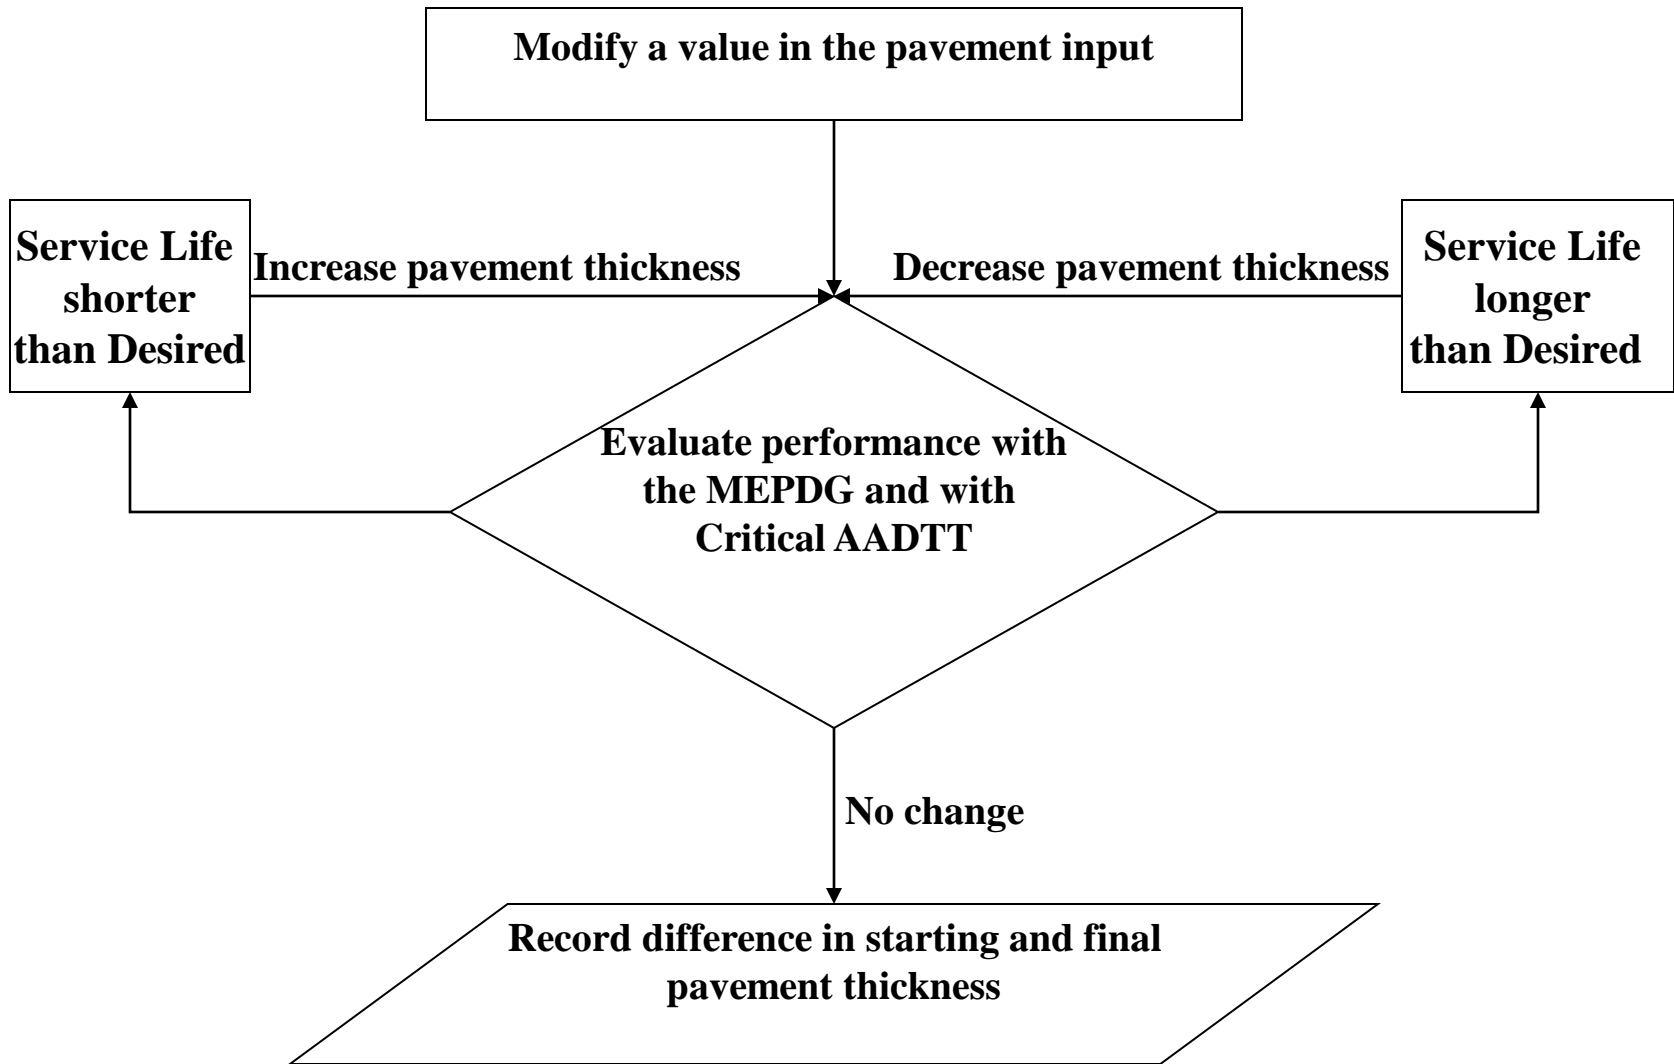 Modify a value in the pavement input
Service Life
shorter
than Desired
Increase pavement thickness
Decrease pavement thickness
Service Life
longer
than Desired
Evaluate performance with
the MEPDG and with
Critical AADTT
No change
Record difference in starting and final
pavement thickness